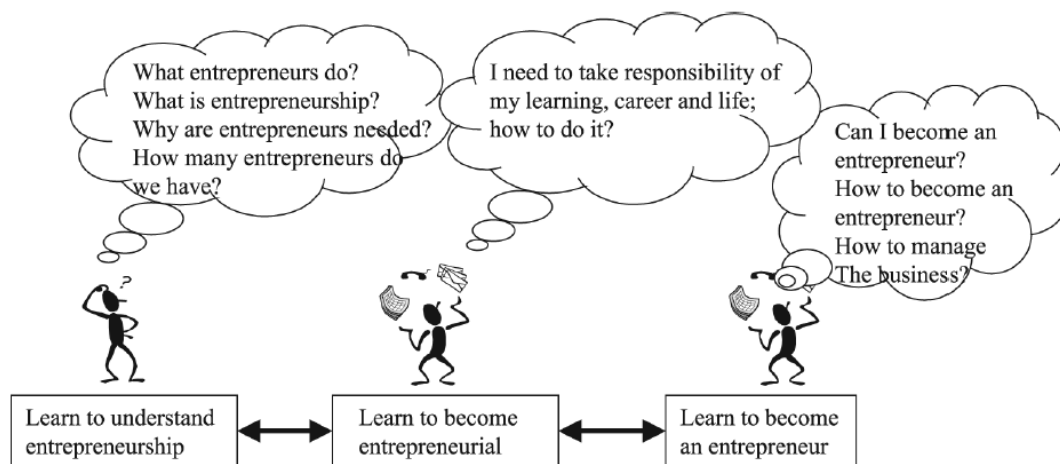 What entrepreneurs do?
What is entrepreneurship?
Why are entrepreneurs needed?
How many entrepreneurs do
we have?
I need to take responsibility of
my learning, career and life;
how to do it?
Can I become an
entrepreneur?
How to become an
entrepreneur?
How to manage
The business?
?
Learn to understand
entrepreneurship
Learn to become
entrepreneurial
Learn to become
an entrepreneur